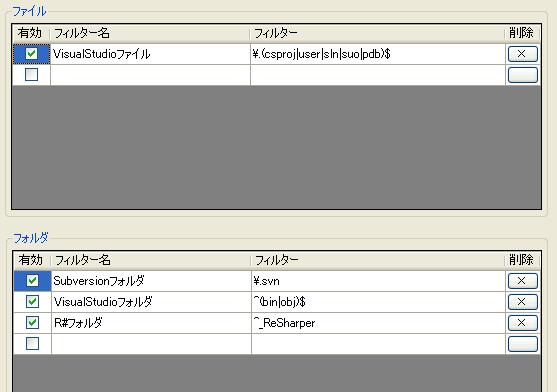 ファイル
有効 フィルター名 フィルター 削除
VisualStudioファイル ¥.(csproj|user|sln|suo|pdb)$ ×
フォルダ
有効 フィルター名 フィルター 削除
Subversionフォルダ ¥.svn ×
VisualStudioフォルダ ^(bin|obj)$ ×
R#フォルダ ^_ReSharper ×